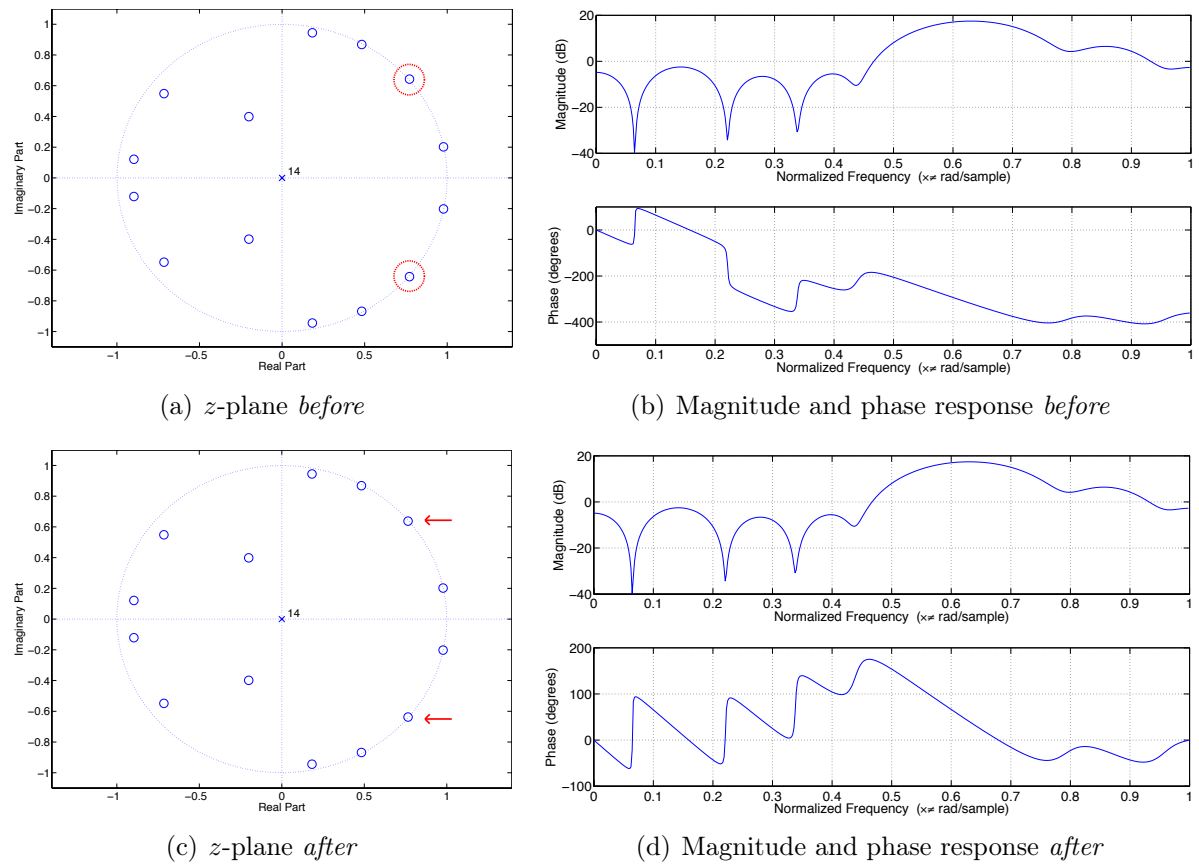 1
0.8
0.6
0.4
0.2
0
−0.2
−0.4
−0.6
−0.8
−1
Imaginary Part
14
−1
−0.5
0
0.5
1
Real Part
(a) z-plane before
20
0
−20
−40
Magnitude (dB)
0 0.1 0.2 0.3 0.4 0.5 0.6 0.7 0.8 0.9 1
Normalized Frequency (×≠ rad/sample)
0
−200
−400
Phase (degrees)
0 0.1 0.2 0.3 0.4 0.5 0.6 0.7 0.8 0.9 1
Normalized Frequency (×≠ rad/sample)
(b) Magnitude and phase response before
1
0.8
0.6
0.4
0.2
0
−0.2
−0.4
−0.6
−0.8
−1
Imaginary Part
14
−1
−0.5
0
0.5
1
Real Part
(c) z-plane after
20
0
−20
−40
Magnitude (dB)
0 0.1 0.2 0.3 0.4 0.5 0.6 0.7 0.8 0.9 1
Normalized Frequency (×≠ rad/sample)
200
100
0
−100
Phase (degrees)
0 0.1 0.2 0.3 0.4 0.5 0.6 0.7 0.8 0.9 1
Normalized Frequency (×≠ rad/sample)
(d) Magnitude and phase response after